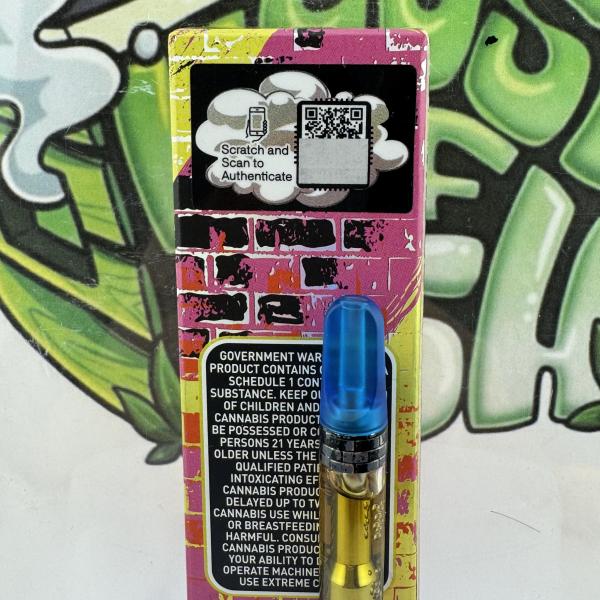 Scratch and
Scan to
Authenticate
GOVERNMENT WAR
PRODUCT CONTAINS
SCHEDULE 1 CONT
SUBSTANCE. KEEP OU
OF CHILDREN AND
CANNABIS PRODUCT
BE POSSESSED OR CO
PERSONS 21 YEARS
OLDER UNLESS THE
QUALIFIED PATI
INTOXICATING EF
CANNABIS PRODUC
DELAYED UP TO TW
CANNABIS USE WHIL
OR BREASTFEEDIN
HARMFUL. CONSU
CANNABIS PRODUC
YOUR ABILITY TO D
OPERATE MACHINE
USE EXTREME C